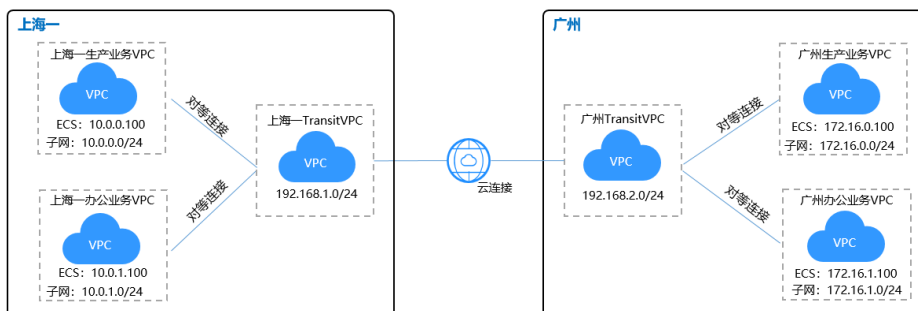 上海一
上海一生产业务VPC
VPC
ECS：10.0.0.100
子网：10.0.0.0/24
对等连接
上海一办公业务VPC
VPC
ECS：10.0.1.100
子网：10.0.1.0/24
对等连接
上海一TransitVPC
VPC
192.168.1.0/24
云连接
广州
广州TransitVPC
VPC
192.168.2.0/24
对等连接
广州生产业务VPC
VPC
ECS：172.16.0.100
子网：172.16.0.0/24
对等连接
广州办公业务VPC
VPC
ECS：172.16.1.100
子网：172.16.1.0/24